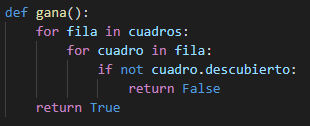 def gana():
    for fila in cuadros:
        for cuadro in fila:
            if not cuadro.descubierto:
                return False
    return True